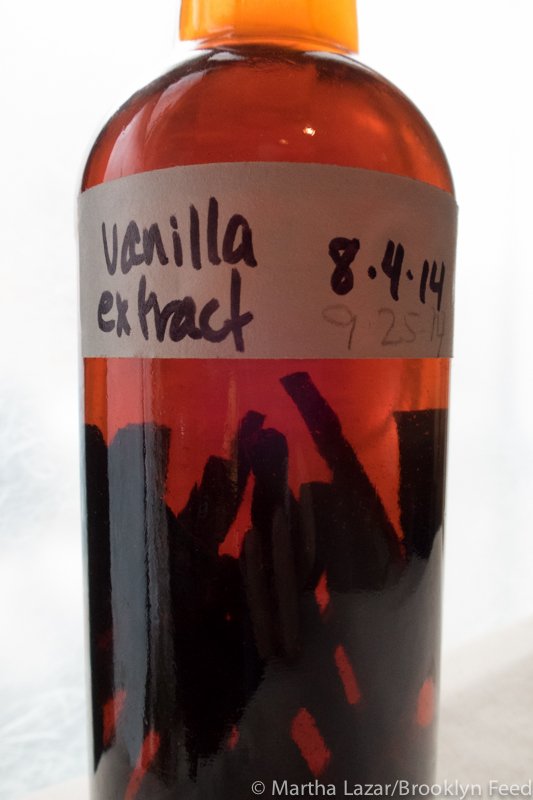 vanilla
extract
8.4.14
9.25.14
© Martha Lazar/Brooklyn Feed